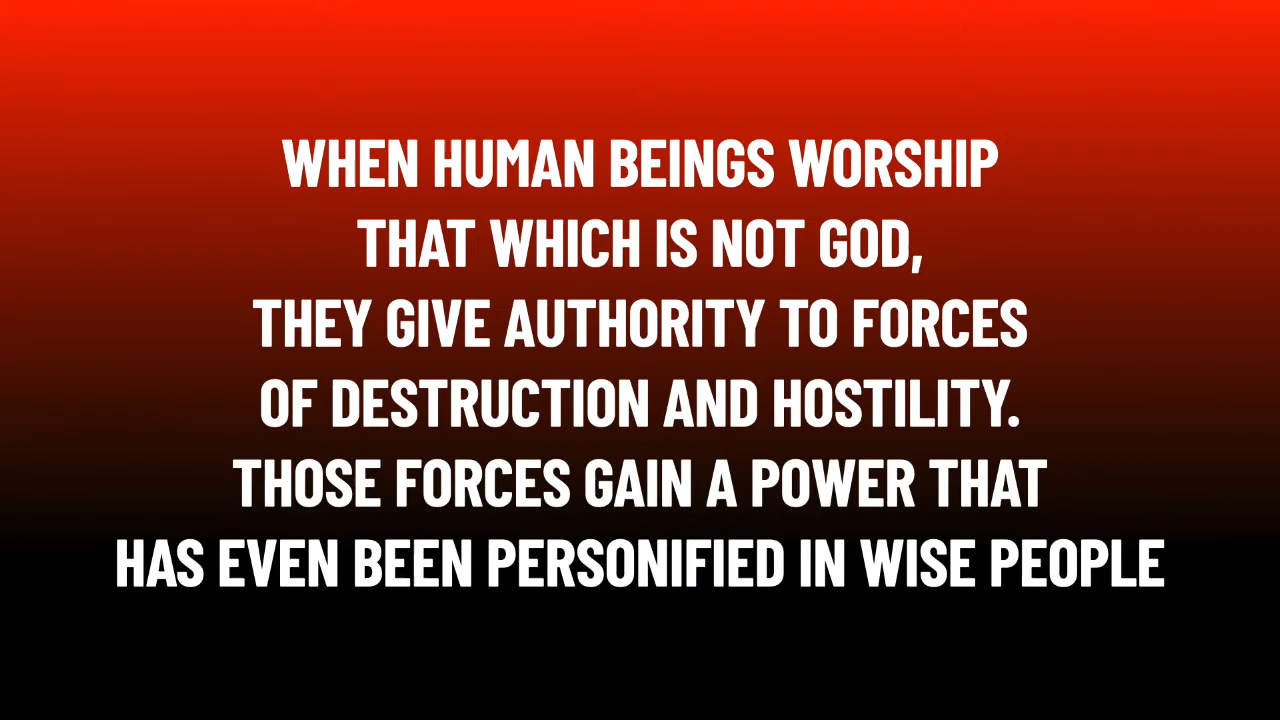 WHEN HUMAN BEINGS WORSHIP
THAT WHICH IS NOT GOD,
THEY GIVE AUTHORITY TO FORCES
OF DESTRUCTION AND HOSTILITY.
THOSE FORCES GAIN A POWER THAT
HAS EVEN BEEN PERSONIFIED IN WISE PEOPLE